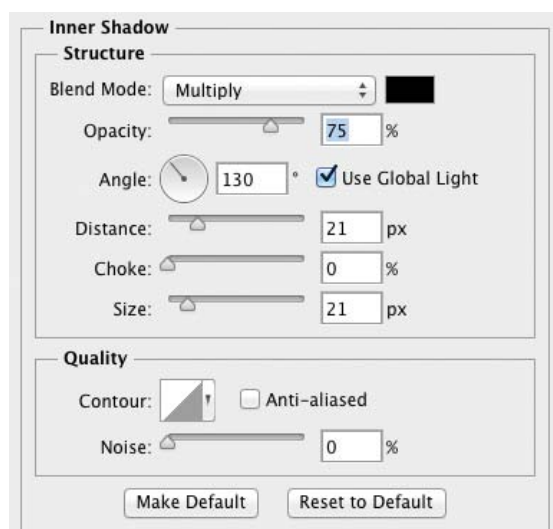 Inner Shadow
Structure
Blend Mode: Multiply
Opacity: 75 %
Angle: 130 ° Use Global Light
Distance: 21 px
Choke: 0 %
Size: 21 px
Quality
Contour: Anti-aliased
Noise: 0 %
Make Default Reset to Default